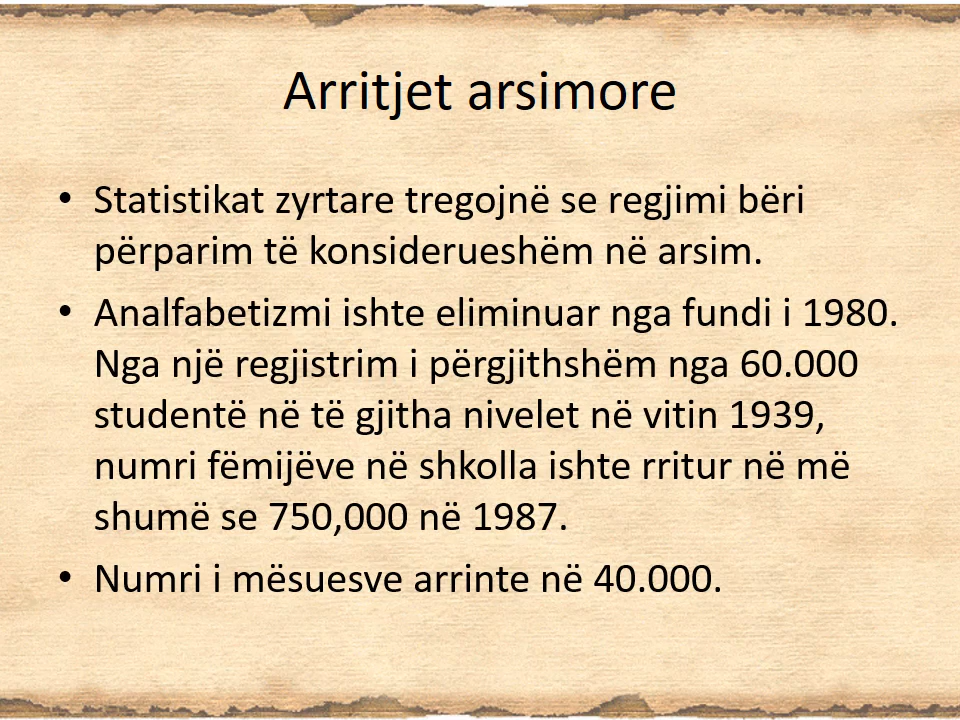 Arritjet arsimore
• Statistikat zyrtare tregojnë se regjimi bëri
përparim të konsiderueshëm në arsim.
• Analfabetizmi ishte eliminuar nga fundi i 1980.
Nga një regjistrim i përgjithshëm nga 60.000
studentë në të gjitha nivelet në vitin 1939,
numri fëmijëve në shkolla ishte rritur në më
shumë se 750,000 në 1987.
• Numri i mësuesve arrinte në 40.000.